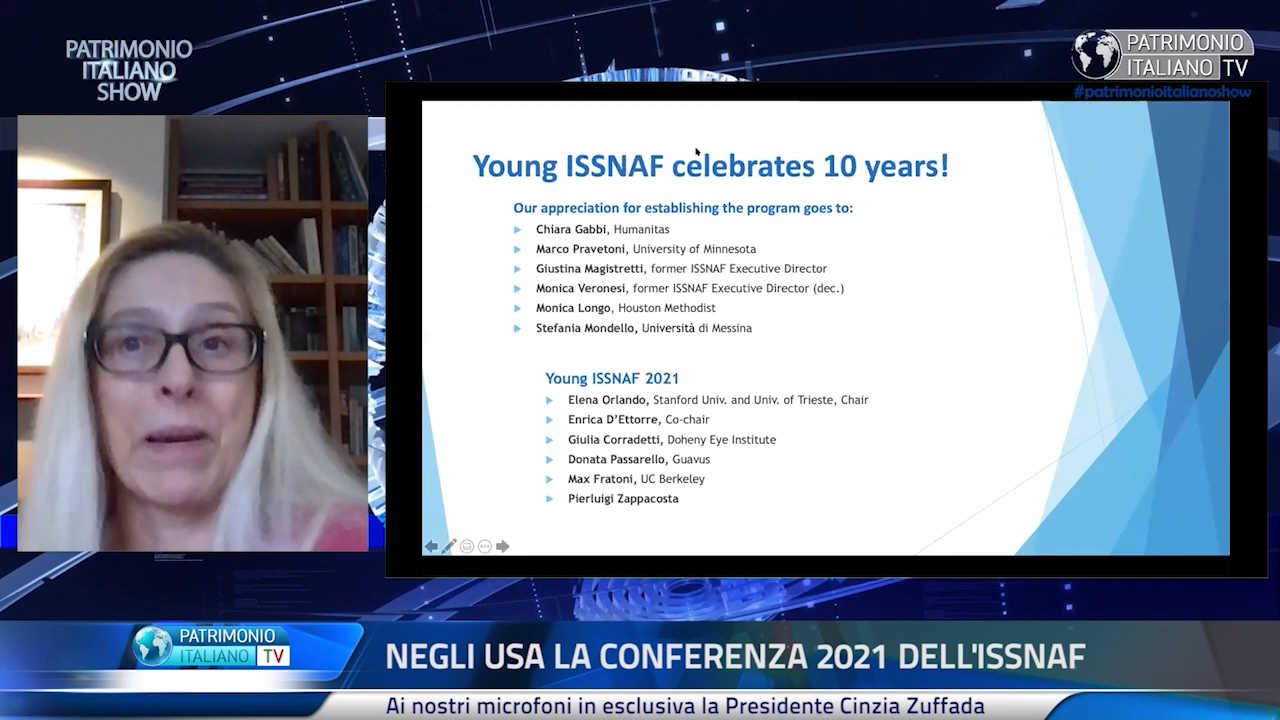 PATRIMONIO
ITALIANO
SHOW
PATRIMONIO
ITALIANO TV
#patrimonioitalianoshow
Young ISSNAF celebrates 10 years!
Our appreciation for establishing the program goes to:
Chiara Gabbi, Humanitas
Marco Pravetoni, University of Minnesota
Giustina Magistretti, former ISSNAF Executive Director
Monica Veronesi, former ISSNAF Executive Director (dec.)
Monica Longo, Houston Methodist
Stefania Mondello, Università di Messina
Young ISSNAF 2021
Elena Orlando, Stanford Univ. and Univ. of Trieste, Chair
Enrica D'Ettorre, Co-chair
Giulia Corradetti, Doheny Eye Institute
Donata Passarello, Guavus
Max Fratoni, UC Berkeley
Pierluigi Zappacosta
PATRIMONIO
ITALIANO TV
NEGLI USA LA CONFERENZA 2021 DELL'ISSNAF
Ai nostri microfoni in esclusiva la Presidente Cinzia Zuffada